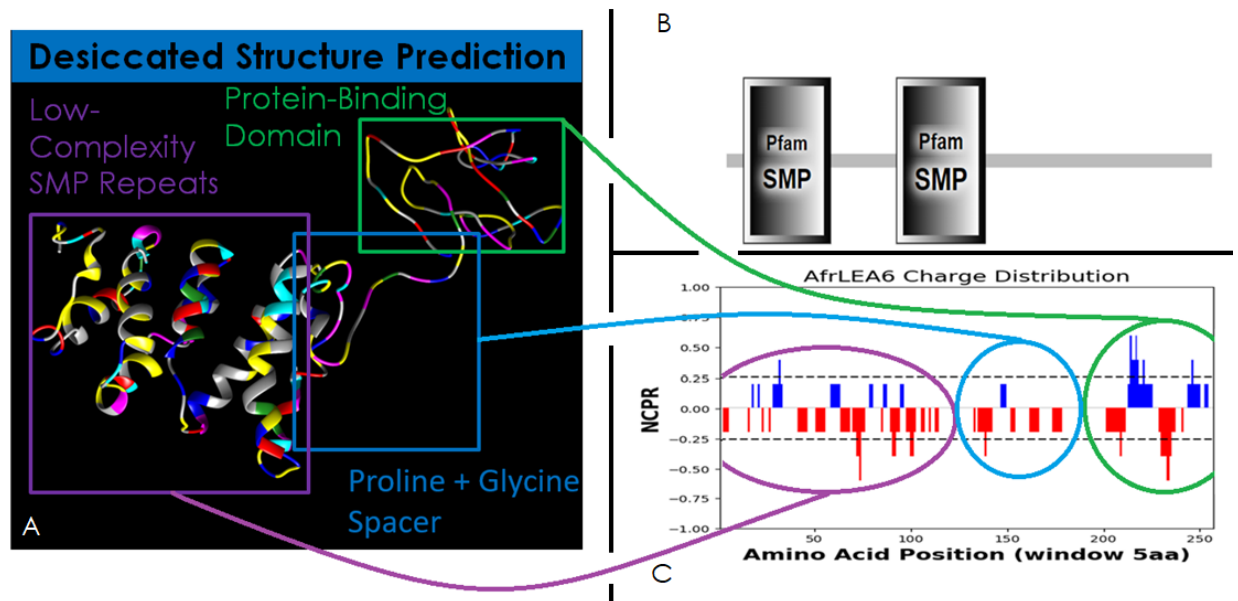 Desiccated Structure Prediction
Low-
Complexity
SMP Repeats
Protein-Binding
Domain
Proline + Glycine
Spacer
A
B
Pfam
SMP
Pfam
SMP
AfrLEA6 Charge Distribution
1.00
0.75
0.50
0.25
0.00
−0.25
−0.50
−0.75
−1.00
NCPR
50
100
150
200
250
Amino Acid Position (window 5aa)
C